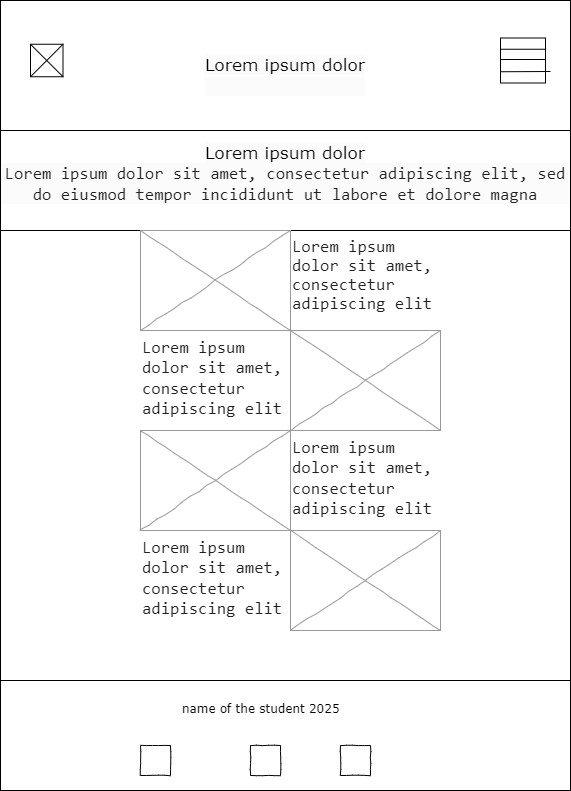 Lorem ipsum dolor
Lorem ipsum dolor
Lorem ipsum dolor sit amet, consectetur adipiscing elit, sed
do eiusmod tempor incididunt ut labore et dolore magna
Lorem ipsum
dolor sit amet,
consectetur
adipiscing elit
Lorem ipsum
dolor sit amet,
consectetur
adipiscing elit
Lorem ipsum
dolor sit amet,
consectetur
adipiscing elit
Lorem ipsum
dolor sit amet,
consectetur
adipiscing elit
name of the student 2025